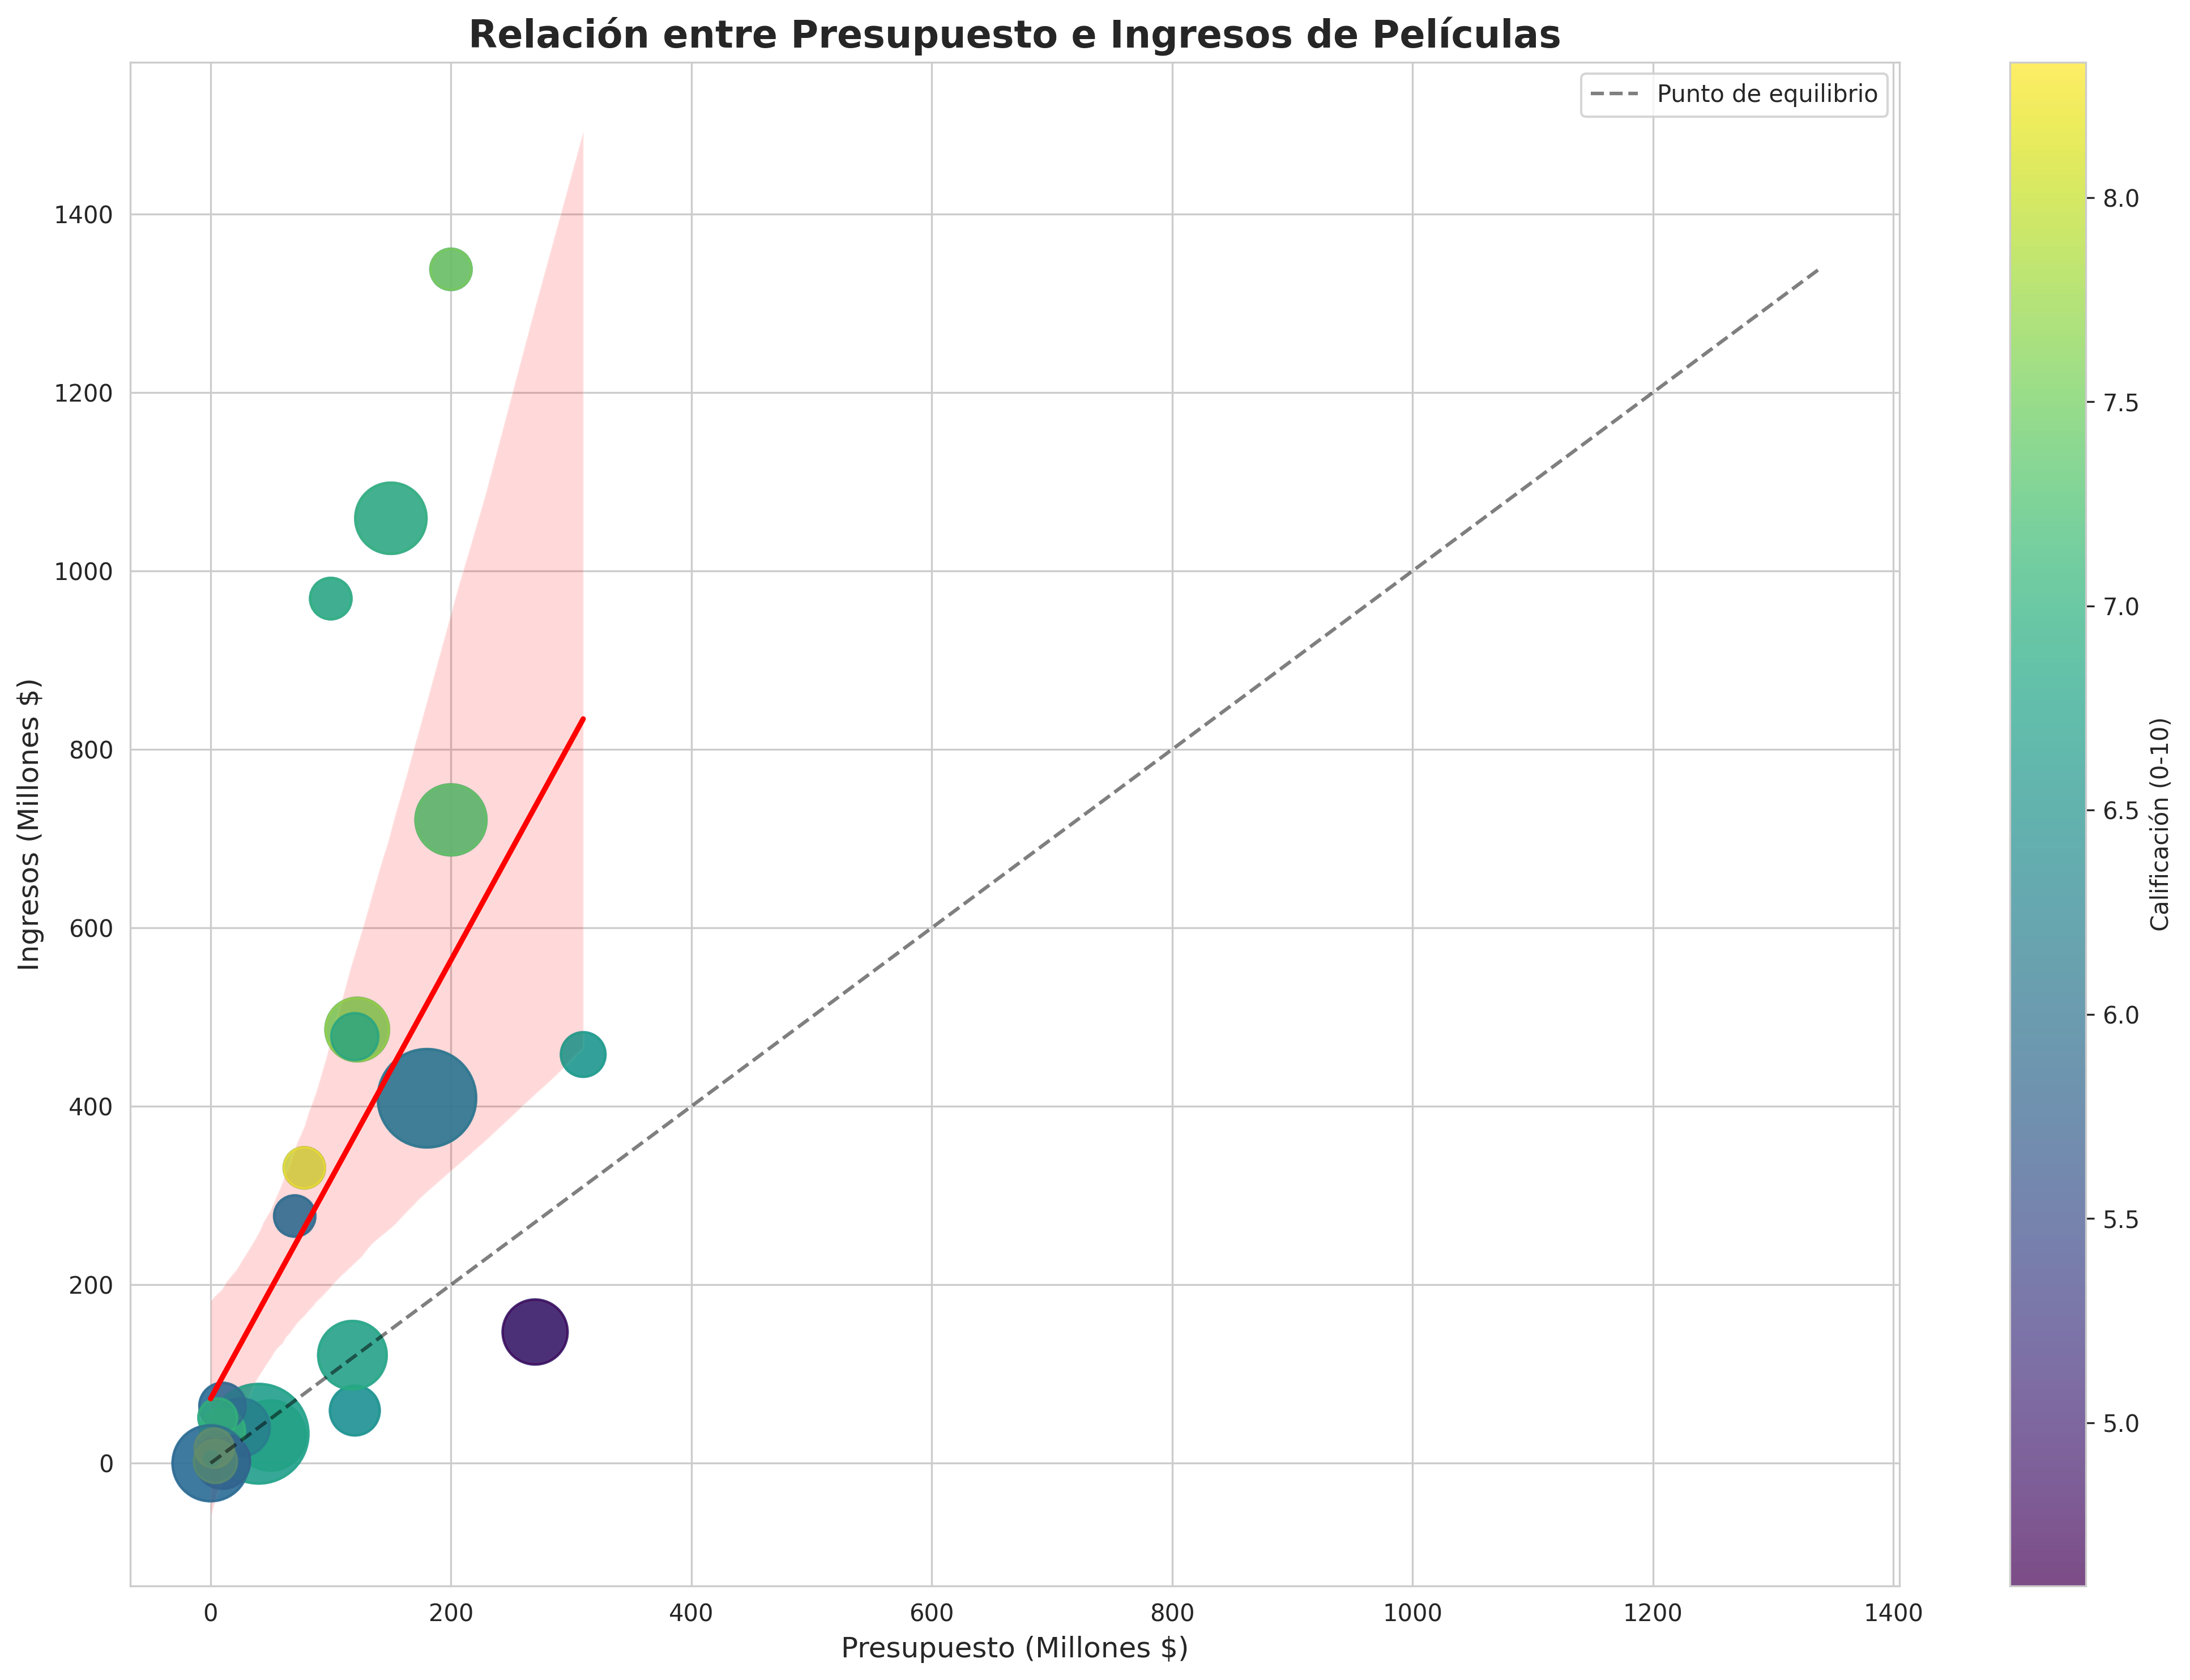 Relación entre Presupuesto e Ingresos de Películas
Punto de equilibrio
1400
1200
1000
800
600
400
200
0
Ingresos (Millones $)
0 200 400 600 800 1000 1200 1400
Presupuesto (Millones $)
8.0
7.5
7.0
6.5
6.0
5.5
5.0
Calificación (0-10)